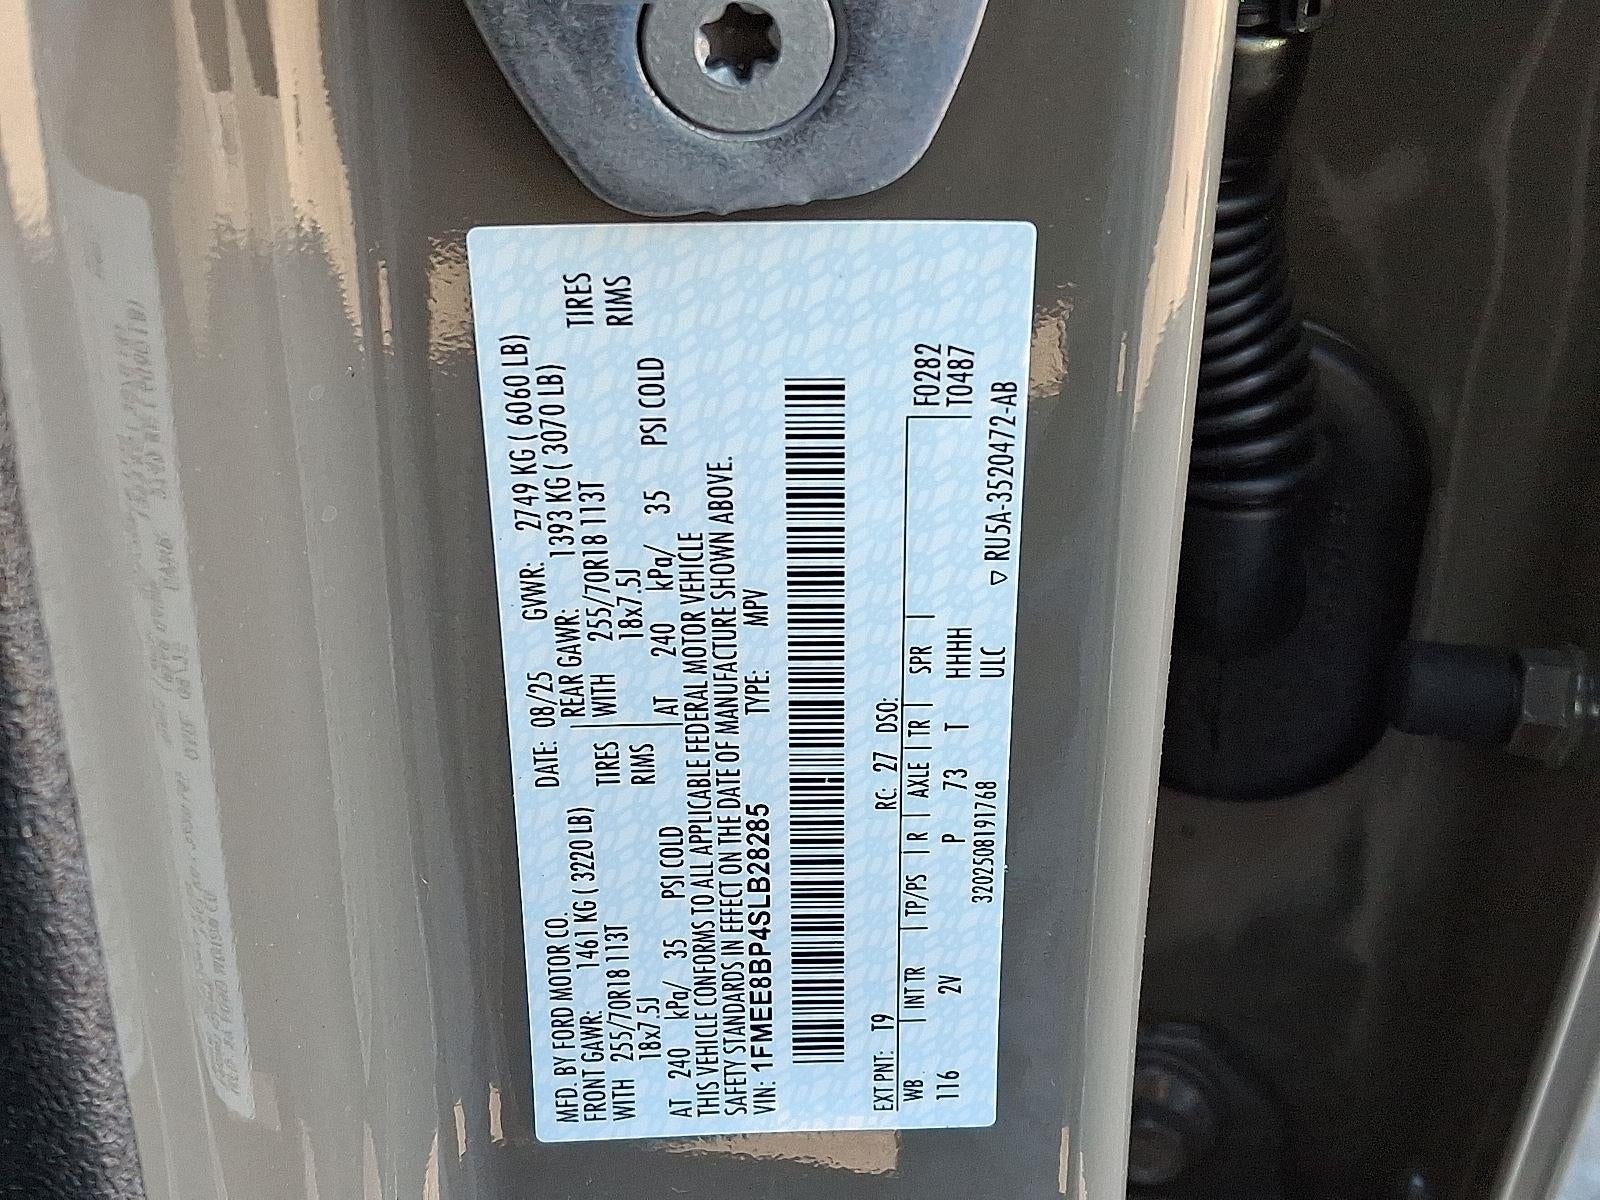 MFD. BY FORD MOTOR CO. DATE: 08/25 GVWR: 2749 KG ( 6060 LB)
FRONT GAWR: 1461 KG ( 3220 LB) REAR GAWR: 1393 KG ( 3070 LB)
WITH 255/70R18 113T TIRES WITH 255/70R18 113T TIRES
18x7.5J RIMS 18x7.5J RIMS
AT 240 kPa/ 35 PSI COLD AT 240 kPa/ 35 PSI COLD
THIS VEHICLE CONFORMS TO ALL APPLICABLE FEDERAL MOTOR VEHICLE
SAFETY STANDARDS IN EFFECT ON THE DATE OF MANUFACTURE SHOWN ABOVE.
VIN: 1FMEE8BP4SLB28285 TYPE: MPV
EXT PNT: T9 RC: 27 DSO: F0282
WB INT TR TP/PS R AXLE TR SPR T0487
116 2V P 73 T HHHH
3202508191768 ULC ▽ RU5A-3520472-AB